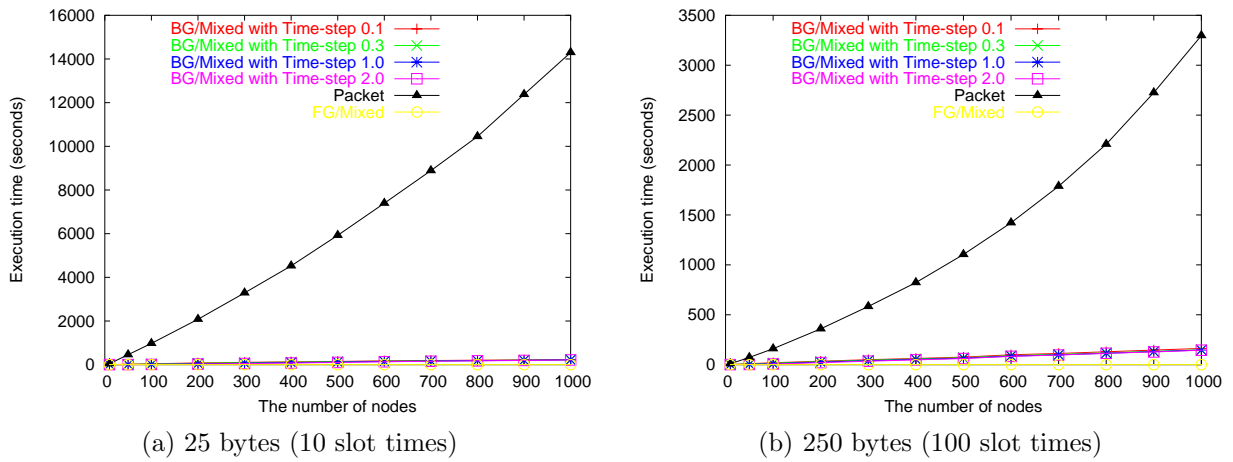 BG/Mixed with Time-step 0.1
BG/Mixed with Time-step 0.3
BG/Mixed with Time-step 1.0
BG/Mixed with Time-step 2.0
Packet
FG/Mixed
16000
14000
12000
10000
8000
6000
4000
2000
0
Execution time (seconds)
0 100 200 300 400 500 600 700 800 900 1000
The number of nodes
(a) 25 bytes (10 slot times)
BG/Mixed with Time-step 0.1
BG/Mixed with Time-step 0.3
BG/Mixed with Time-step 1.0
BG/Mixed with Time-step 2.0
Packet
FG/Mixed
3500
3000
2500
2000
1500
1000
500
0
Execution time (seconds)
0 100 200 300 400 500 600 700 800 900 1000
The number of nodes
(b) 250 bytes (100 slot times)